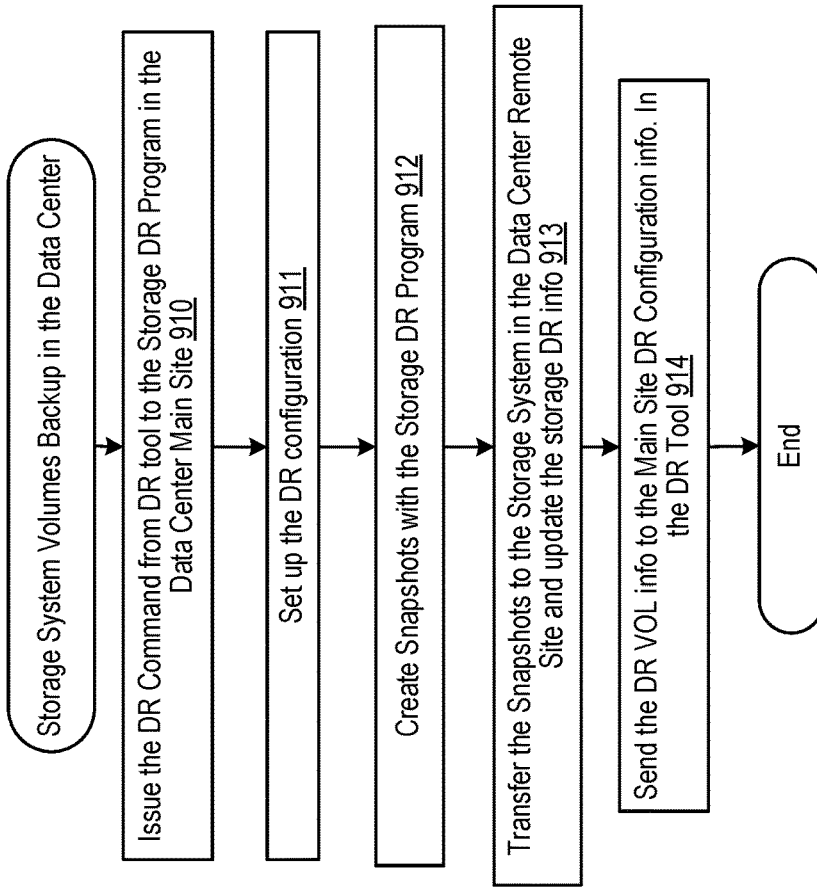 Storage System Volumes Backup in the Data Center
Issue the DR Command from DR tool to the Storage DR Program in the
Data Center Main Site 910
Set up the DR configuration 911
Create Snapshots with the Storage DR Program 912
Transfer the Snapshots to the Storage System in the Data Center Remote
Site and update the storage DR info 913
Send the DR VOL info to the Main Site DR Configuration info. In
the DR Tool 914
End